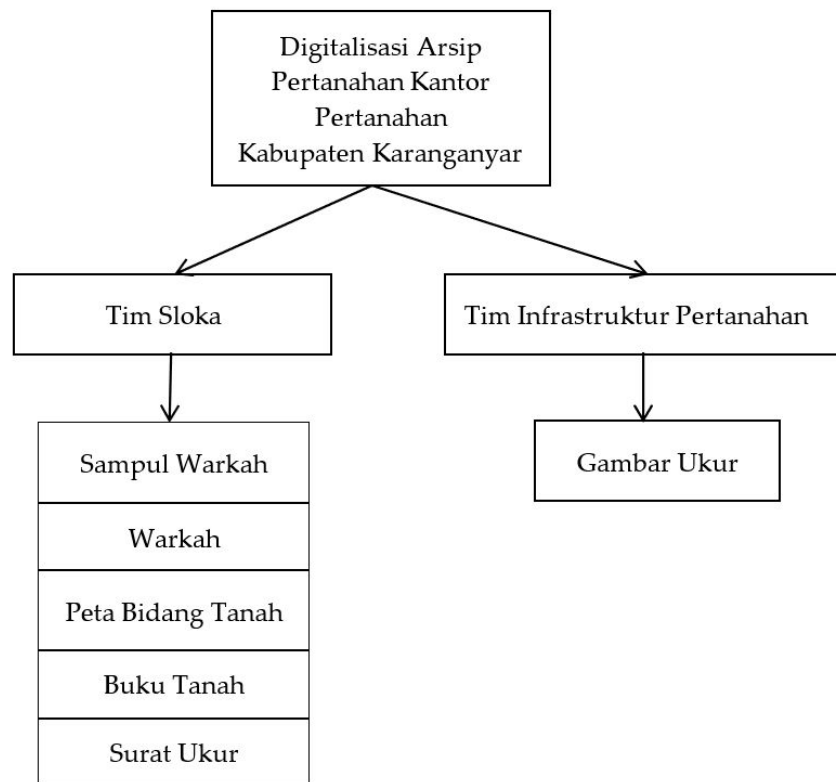 Digitalisasi Arsip
Pertanahan Kantor
Pertanahan
Kabupaten Karanganyar
Tim Sloka
Tim Infrastruktur Pertanahan
Sampul Warkah
Warkah
Peta Bidang Tanah
Buku Tanah
Surat Ukur
Gambar Ukur